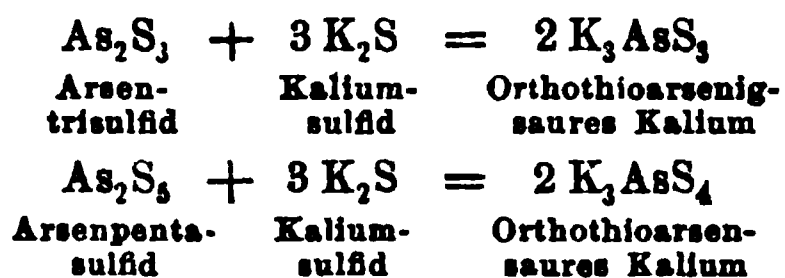 As₂S₃ + 3 K₂S = 2 K₃AsS₃
Arsen- Kalium- Orthothioarsenig-
trisulfid sulfid saures Kalium
As₂S₅ + 3 K₂S = 2 K₃AsS₄
Arsenpenta- Kalium- Orthothioarsen-
sulfid sulfid saures Kalium